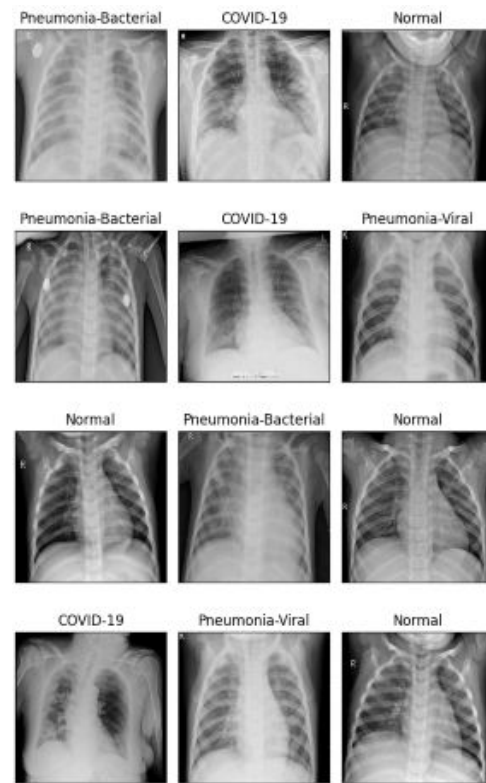 Pneumonia-Bacterial COVID-19 Normal
R
Pneumonia-Bacterial COVID-19 Pneumonia-Viral
R
Normal Pneumonia-Bacterial Normal
R R R
COVID-19 Pneumonia-Viral Normal
R R